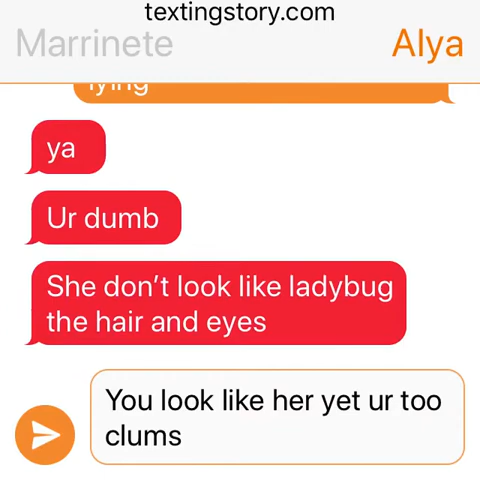 textingstory.com
Marrinete
Alya
lying
ya
Ur dumb
She don't look like ladybug
the hair and eyes
You look like her yet ur too
clums